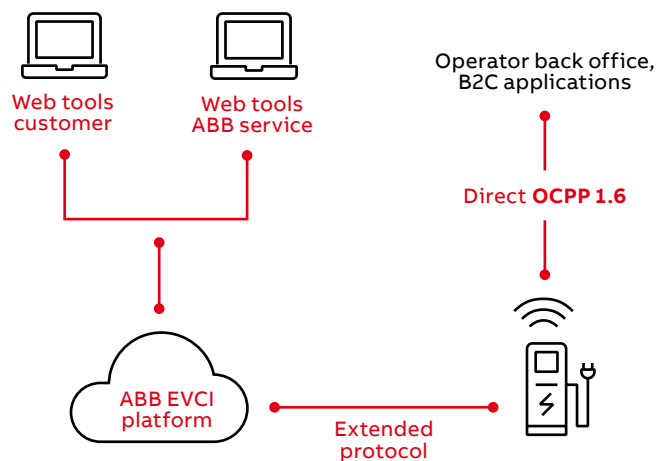 Operator back office,
B2C applications
Web tools
customer
Web tools
ABB service
Direct OCPP 1.6
ABB EVCI
platform
Extended
protocol